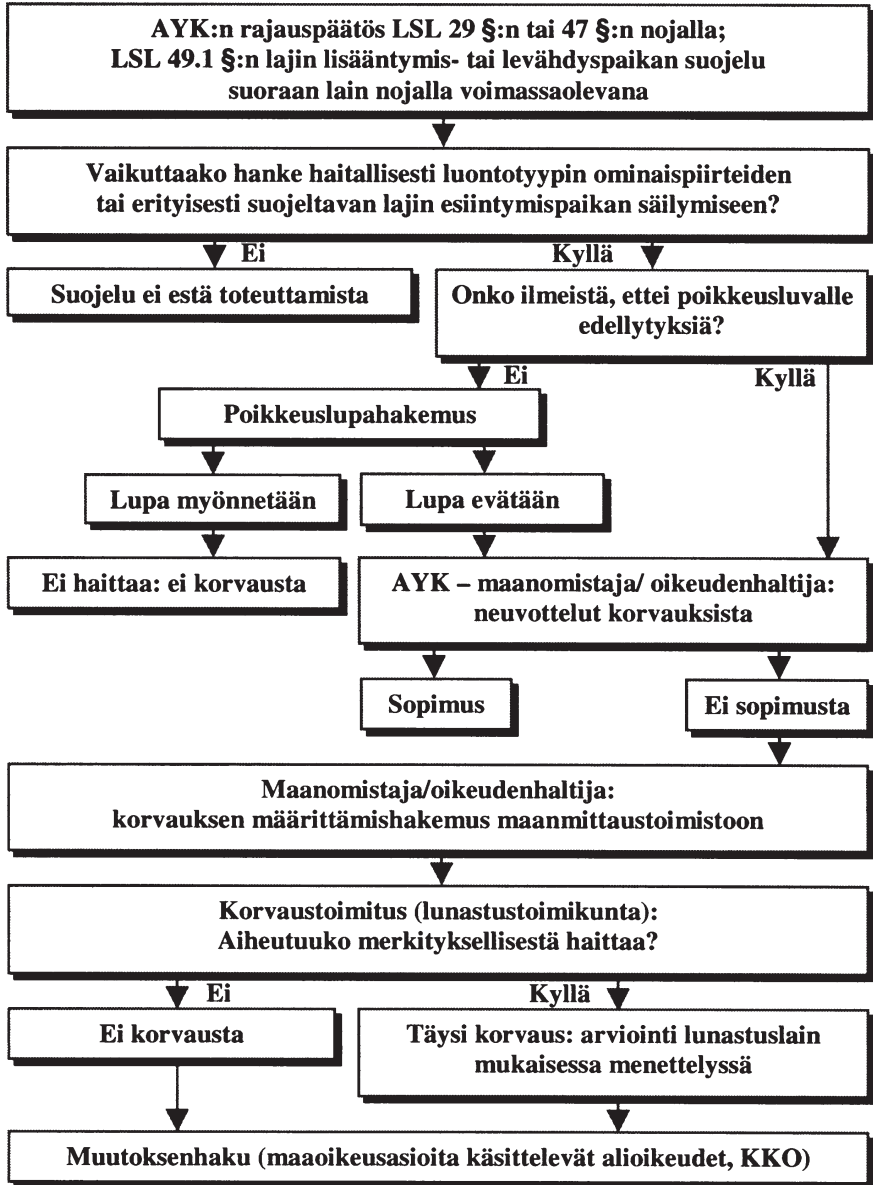 AYK:n rajauspäätös LSL 29 §:n tai 47 §:n nojalla;
LSL 49.1 §:n lajin lisääntymis- tai levähdyspaikan suojelu
suoraan lain nojalla voimassaolevana
Vaikuttaako hanke haitallisesti luontotyypin ominaispiirteiden
tai erityisesti suojeltavan lajin esiintymispaikan säilymiseen?
Ei
Kyllä
Suojelu ei estä toteuttamista
Onko ilmeistä, ettei poikkeusluvalle
edellytyksiä?
Ei
Kyllä
Poikkeuslupahakemus
Lupa myönnetään
Lupa evätään
Ei haittaa: ei korvausta
AYK – maanomistaja/ oikeudenhaltija:
neuvottelut korvauksista
Sopimus
Ei sopimusta
Maanomistaja/oikeudenhaltija:
korvauksen määrittämishakemus maanmittaustoimistoon
Korvaustoimitus (lunastustoimikunta):
Aiheutuuko merkityksellisestä haittaa?
Ei
Kyllä
Ei korvausta
Täysi korvaus: arviointi lunastuslain
mukaisessa menettelyssä
Muutoksenhaku (maaoikeusasioita käsittelevät alioikeudet, KKO)